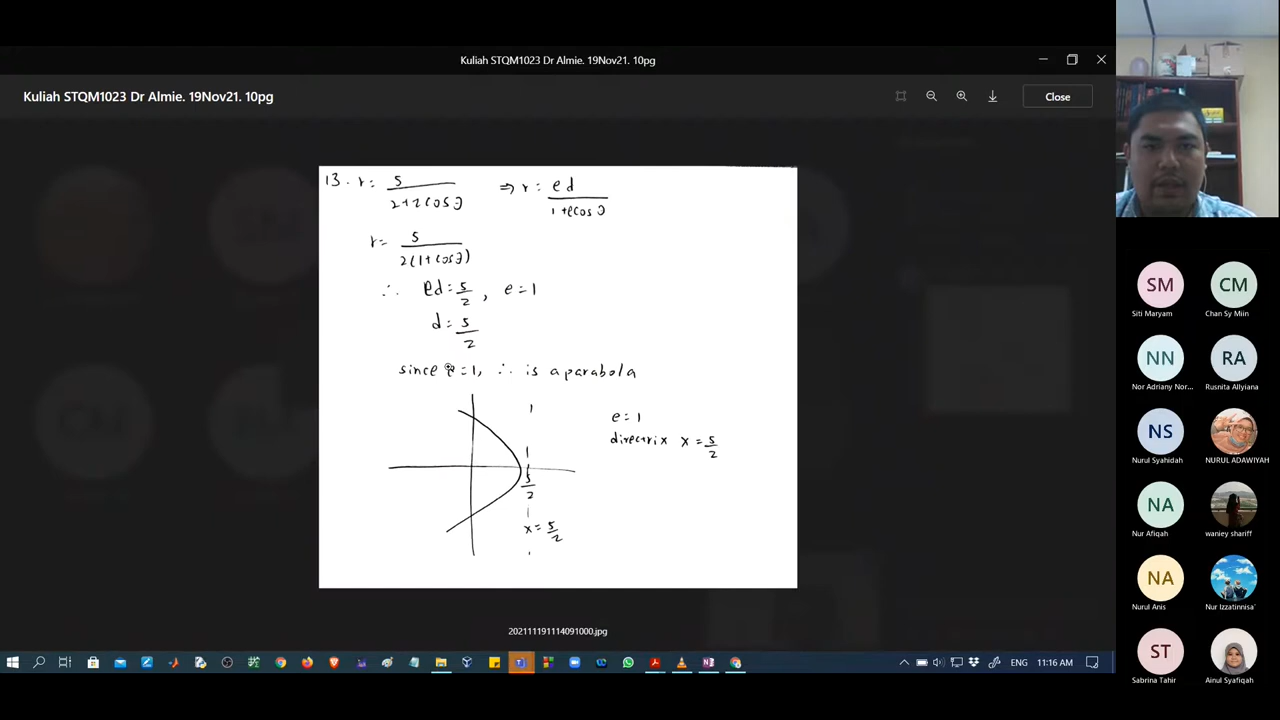 Kuliah STQM1023 Dr Almie. 19Nov21. 10pg
Kuliah STQM1023 Dr Almie. 19Nov21. 10pg
Close
13. r = 5 / 2+2cosθ ⇒ r = ed / 1+ecosθ
r = 5 / 2(1+cosθ)
∴ ed = 5/2, e = 1
d = 5/2
since e = 1, ∴ is a parabola
e = 1
directrix x = 5/2
5/2
x = 5/2
202111191114091000.jpg
SM
Siti Maryam
CM
Chan Sy Miin
NN
Nor Adriany Nor...
RA
Rusnita Allyiana
NS
Nurul Syahidah
NURUL ADAWIYAH
NA
Nur Afiqah
waniey shariff
NA
Nurul Anis
Nur Izzatinnisa'
ST
Sabrina Tahir
Ainul Syafiqah
ENG
11:16 AM